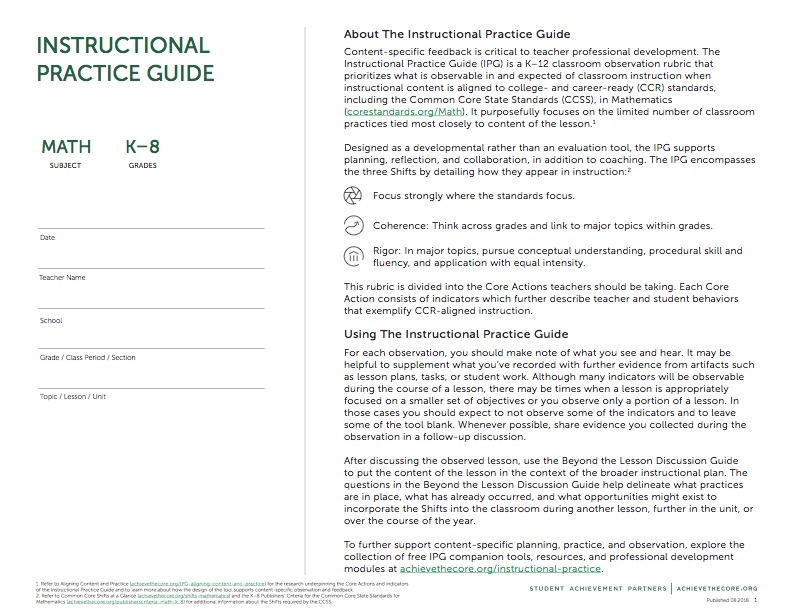 INSTRUCTIONAL
PRACTICE GUIDE
MATH K–8
SUBJECT GRADES
Date
Teacher Name
School
Grade / Class Period / Section
Topic / Lesson / Unit
About The Instructional Practice Guide
Content-specific feedback is critical to teacher professional development. The
Instructional Practice Guide (IPG) is a K–12 classroom observation rubric that
prioritizes what is observable in and expected of classroom instruction when
instructional content is aligned to college- and career-ready (CCR) standards,
including the Common Core State Standards (CCSS), in Mathematics
(corestandards.org/Math). It purposefully focuses on the limited number of classroom
practices tied most closely to content of the lesson.¹
Designed as a developmental rather than an evaluation tool, the IPG supports
planning, reflection, and collaboration, in addition to coaching. The IPG encompasses
the three Shifts by detailing how they appear in instruction:²
Focus strongly where the standards focus.
Coherence: Think across grades and link to major topics within grades.
Rigor: In major topics, pursue conceptual understanding, procedural skill and
fluency, and application with equal intensity.
This rubric is divided into the Core Actions teachers should be taking. Each Core
Action consists of indicators which further describe teacher and student behaviors
that exemplify CCR-aligned instruction.
Using The Instructional Practice Guide
For each observation, you should make note of what you see and hear. It may be
helpful to supplement what you've recorded with further evidence from artifacts such
as lesson plans, tasks, or student work. Although many indicators will be observable
during the course of a lesson, there may be times when a lesson is appropriately
focused on a smaller set of objectives or you observe only a portion of a lesson. In
those cases you should expect to not observe some of the indicators and to leave
some of the tool blank. Whenever possible, share evidence you collected during the
observation in a follow-up discussion.
After discussing the observed lesson, use the Beyond the Lesson Discussion Guide
to put the content of the lesson in the context of the broader instructional plan. The
questions in the Beyond the Lesson Discussion Guide help delineate what practices
are in place, what has already occurred, and what opportunities might exist to
incorporate the Shifts into the classroom during another lesson, further in the unit, or
over the course of the year.
To further support content-specific planning, practice, and observation, explore the
collection of free IPG companion tools, resources, and professional development
modules at achievethecore.org/instructional-practice.
1. Refer to Aligning Content and Practice (achievethecore.org/IPG-aligning-content-and-practice) for the research underpinning the Core Actions and indicators
of the Instructional Practice Guide and to learn more about how the design of the tool supports content-specific observation and feedback.
2. Refer to Common Core Shifts at a Glance (achievethecore.org/shifts-mathematics) and the K–8 Publishers' Criteria for the Common Core State Standards for
Mathematics (achievethecore.org/publisherscriteria-math-k-8) for additional information about the Shifts required by the CCSS.
STUDENT ACHIEVEMENT PARTNERS | ACHIEVETHECORE.ORG
Published 08.2018. 1